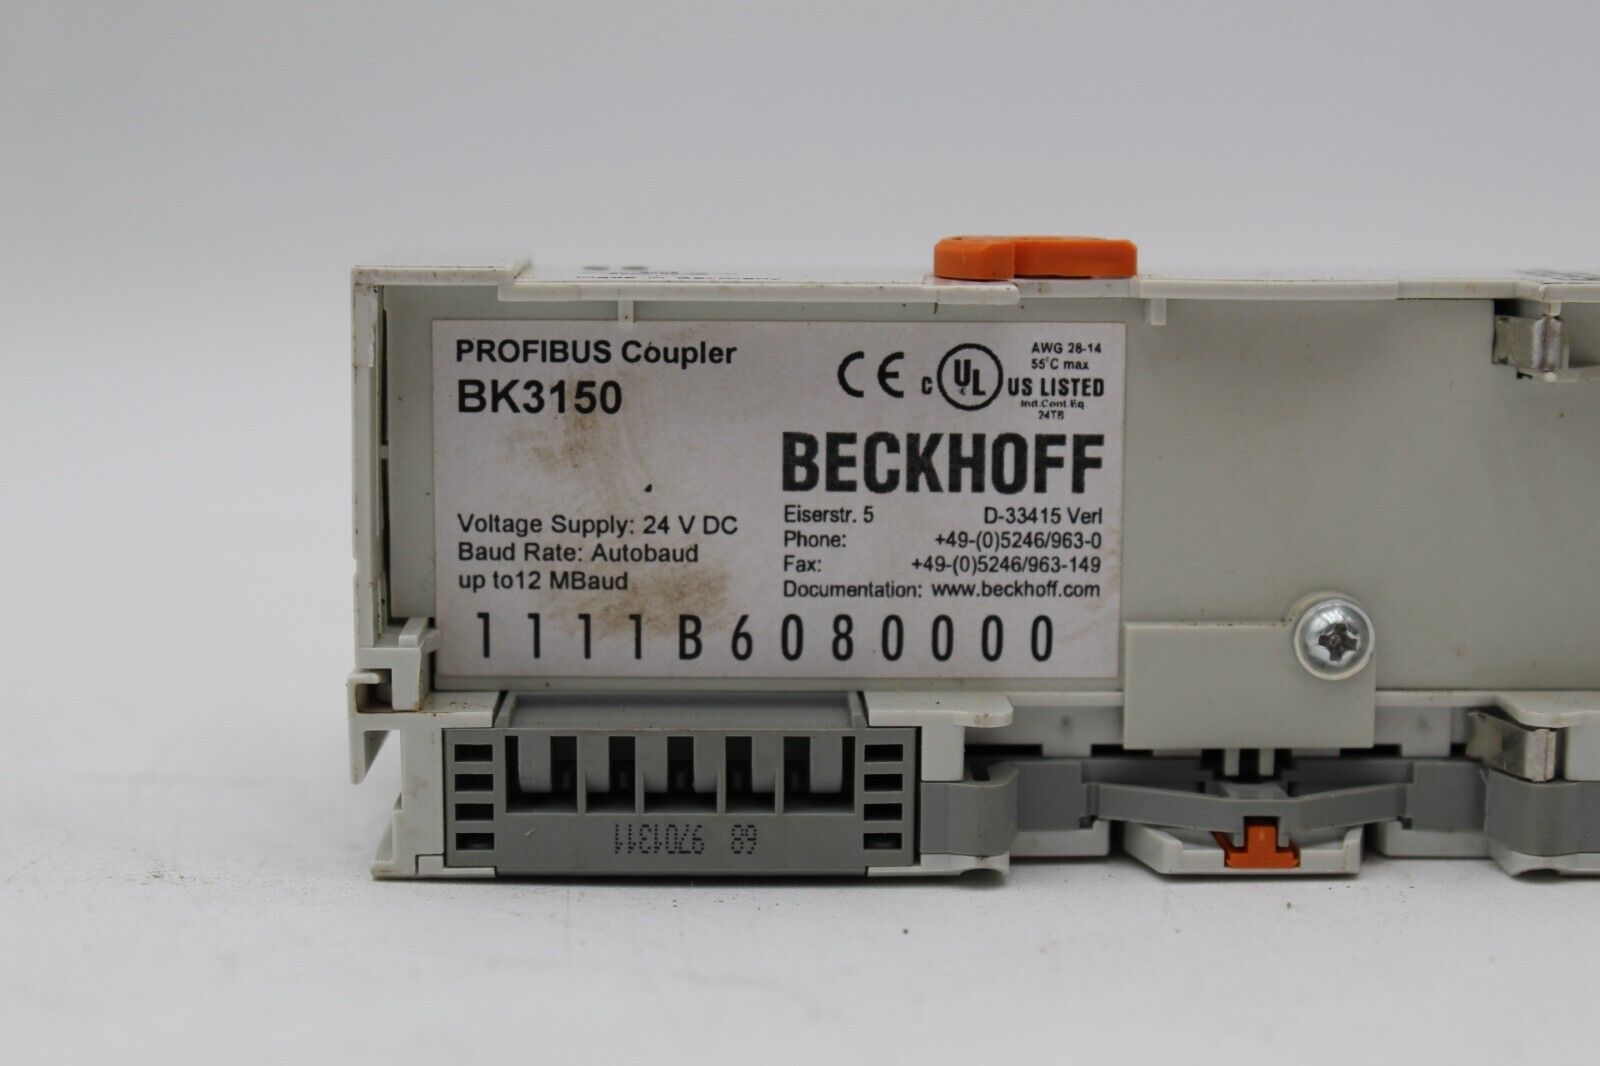 PROFIBUS Coupler
BK3150
CE
C UL US LISTED
AWG 28-14
55°C max
Ind.Cont.Eq.
24TB
BECKHOFF
Eiserstr. 5 D-33415 Verl
Phone: +49-(0)5246/963-0
Fax: +49-(0)5246/963-149
Documentation: www.beckhoff.com
Voltage Supply: 24 V DC
Baud Rate: Autobaud
up to12 MBaud
1111B6080000
68 9701311